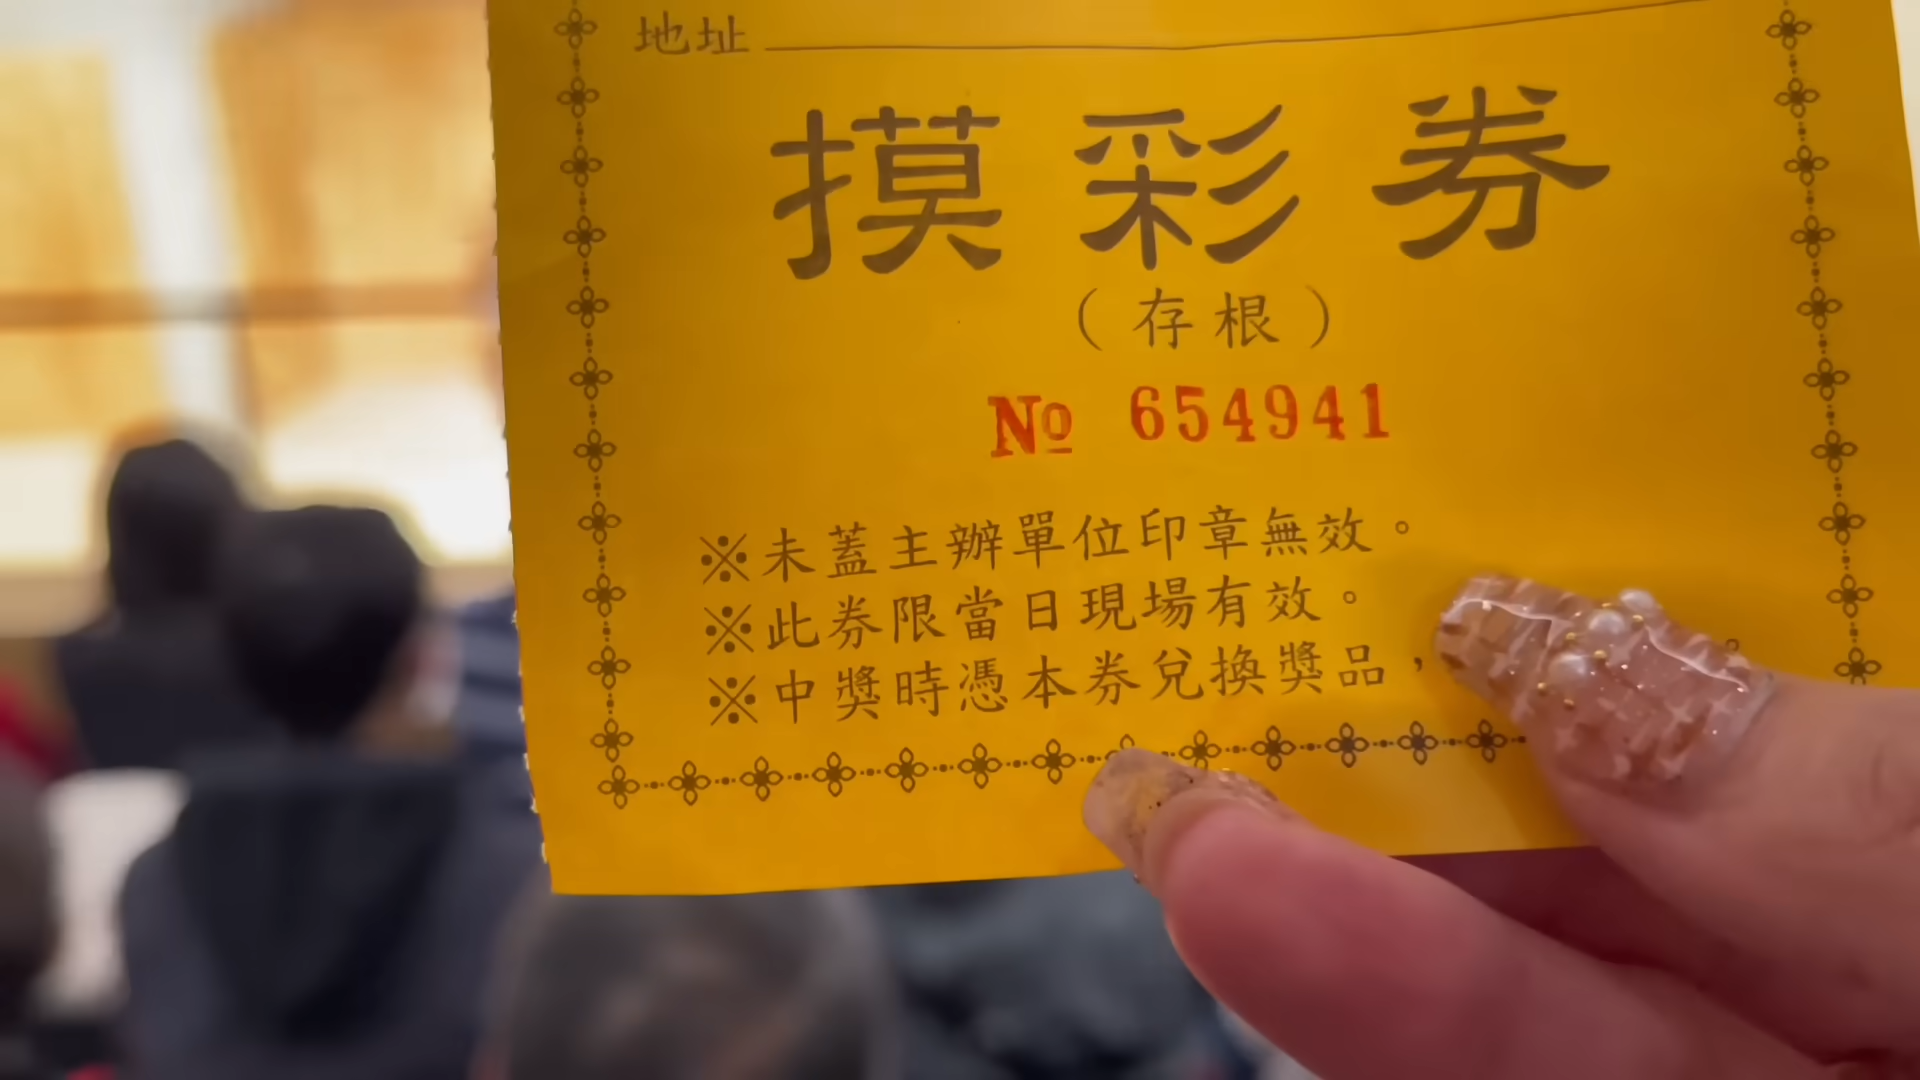 地址
摸彩券
（存根）
№ 654941
※未蓋主辦單位印章無效。
※此券限當日現場有效。
※中獎時憑本券兌換獎品，